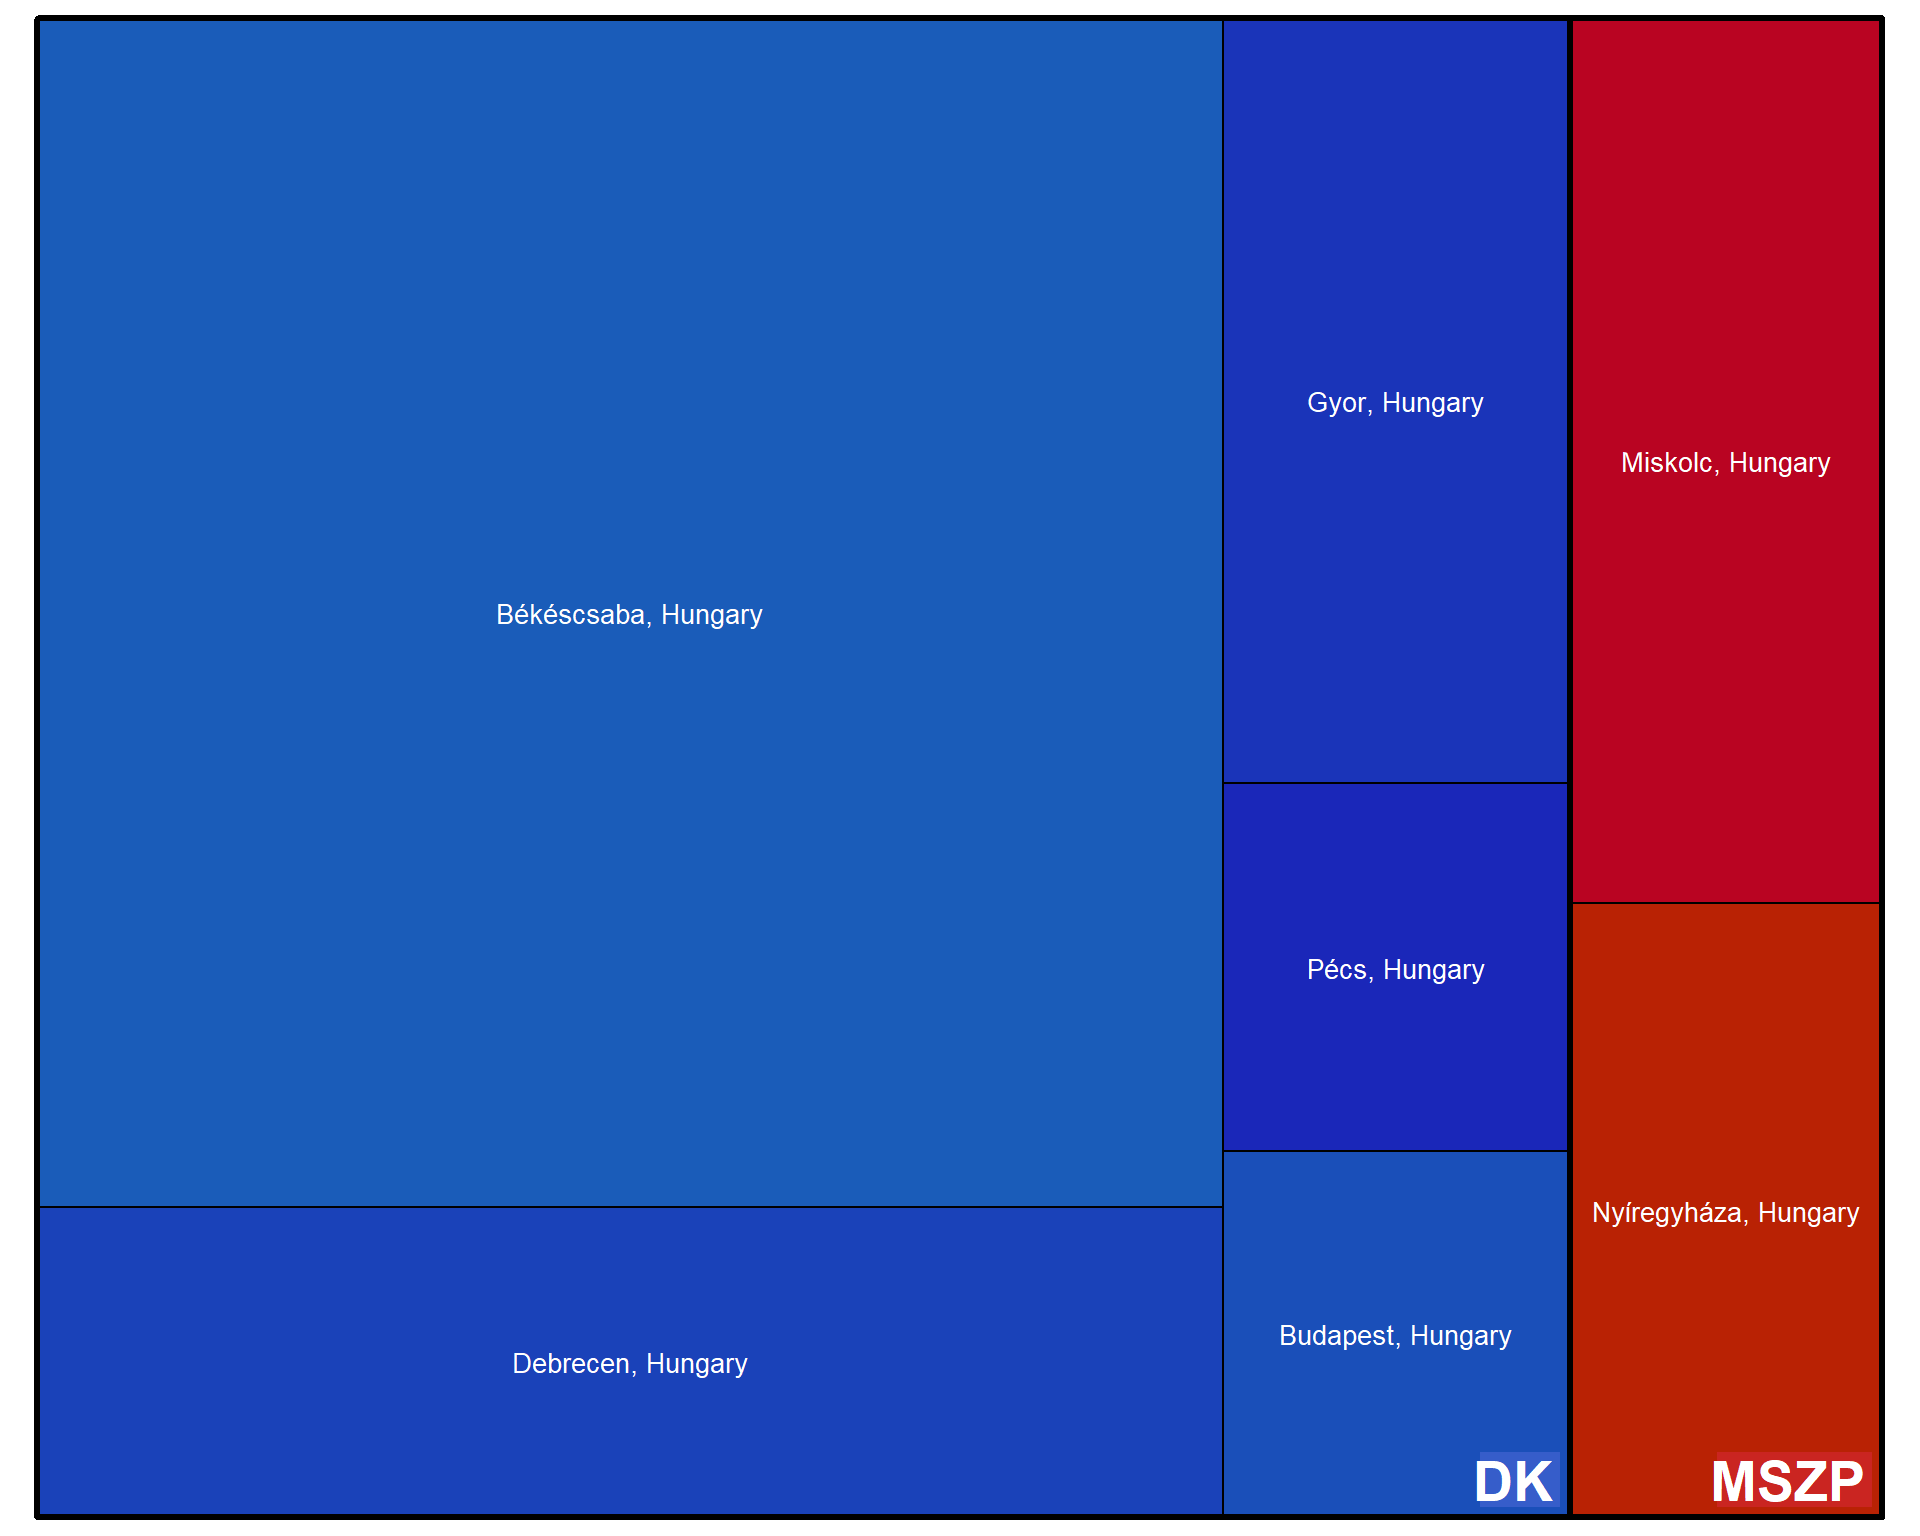 Békéscsaba, Hungary
Debrecen, Hungary
Gyor, Hungary
Pécs, Hungary
Budapest, Hungary
DK
Miskolc, Hungary
Nyíregyháza, Hungary
MSZP